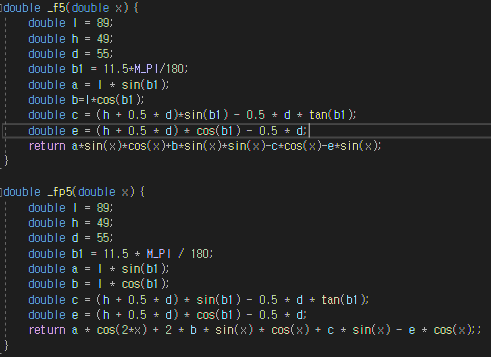 double _f5(double x) {
double l = 89;
double h = 49;
double d = 55;
double b1 = 11.5*M_PI/180;
double a = l * sin(b1);
double b=l*cos(b1);
double c = (h + 0.5 * d)*sin(b1) - 0.5 * d * tan(b1);
double e = (h + 0.5 * d) * cos(b1) - 0.5 * d;
return a*sin(x)*cos(x)+b*sin(x)*sin(x)-c*cos(x)-e*sin(x);
}
double _fp5(double x) {
double l = 89;
double h = 49;
double d = 55;
double b1 = 11.5 * M_PI / 180;
double a = l * sin(b1);
double b = l * cos(b1);
double c = (h + 0.5 * d) * sin(b1) - 0.5 * d * tan(b1);
double e = (h + 0.5 * d) * cos(b1) - 0.5 * d;
return a * cos(2*x) + 2 * b * sin(x) * cos(x) + c * sin(x) - e * cos(x);;
}